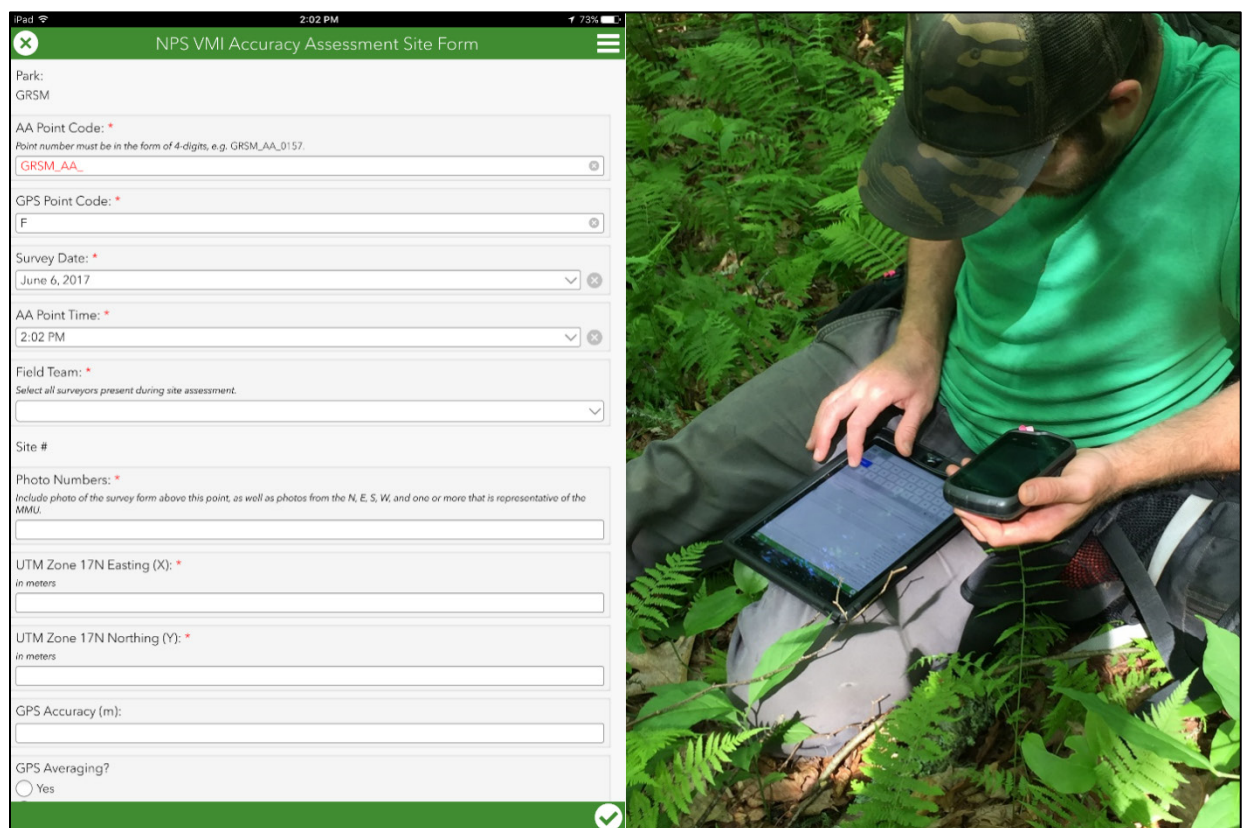 iPad 2:02 PM 73%
NPS VMI Accuracy Assessment Site Form
Park:
GRSM
AA Point Code: *
Point number must be in the form of 4-digits, e.g. GRSM_AA_0157.
GRSM_AA_
GPS Point Code: *
F
Survey Date: *
June 6, 2017
AA Point Time: *
2:02 PM
Field Team: *
Select all surveyors present during site assessment.
Site #
Photo Numbers: *
Include photo of the survey form above this point, as well as photos from the N, E, S, W, and one or more that is representative of the
MMU.
UTM Zone 17N Easting (X): *
in meters
UTM Zone 17N Northing (Y): *
in meters
GPS Accuracy (m):
GPS Averaging?
Yes